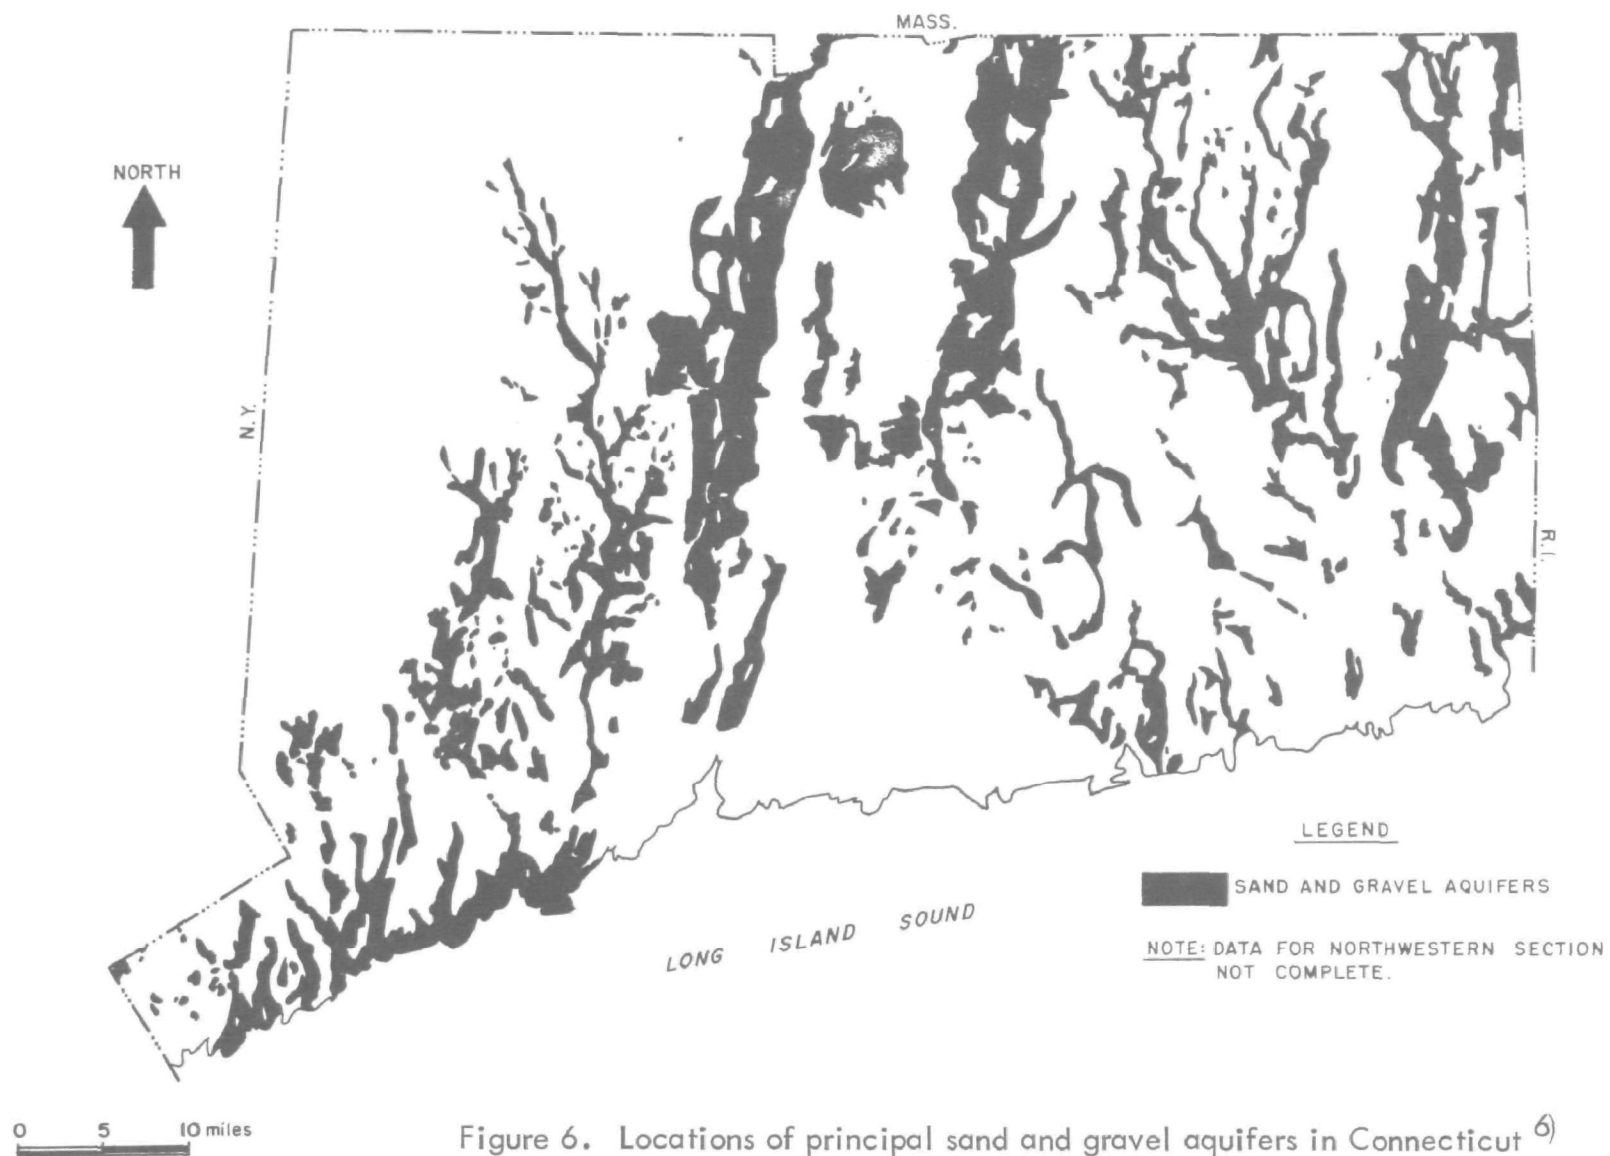 MASS.
NORTH
N.Y.
R.I.
LEGEND
SAND AND GRAVEL AQUIFERS
NOTE: DATA FOR NORTHWESTERN SECTION
NOT COMPLETE.
LONG ISLAND SOUND
0 5 10 miles
Figure 6. Locations of principal sand and gravel aquifers in Connecticut 6)